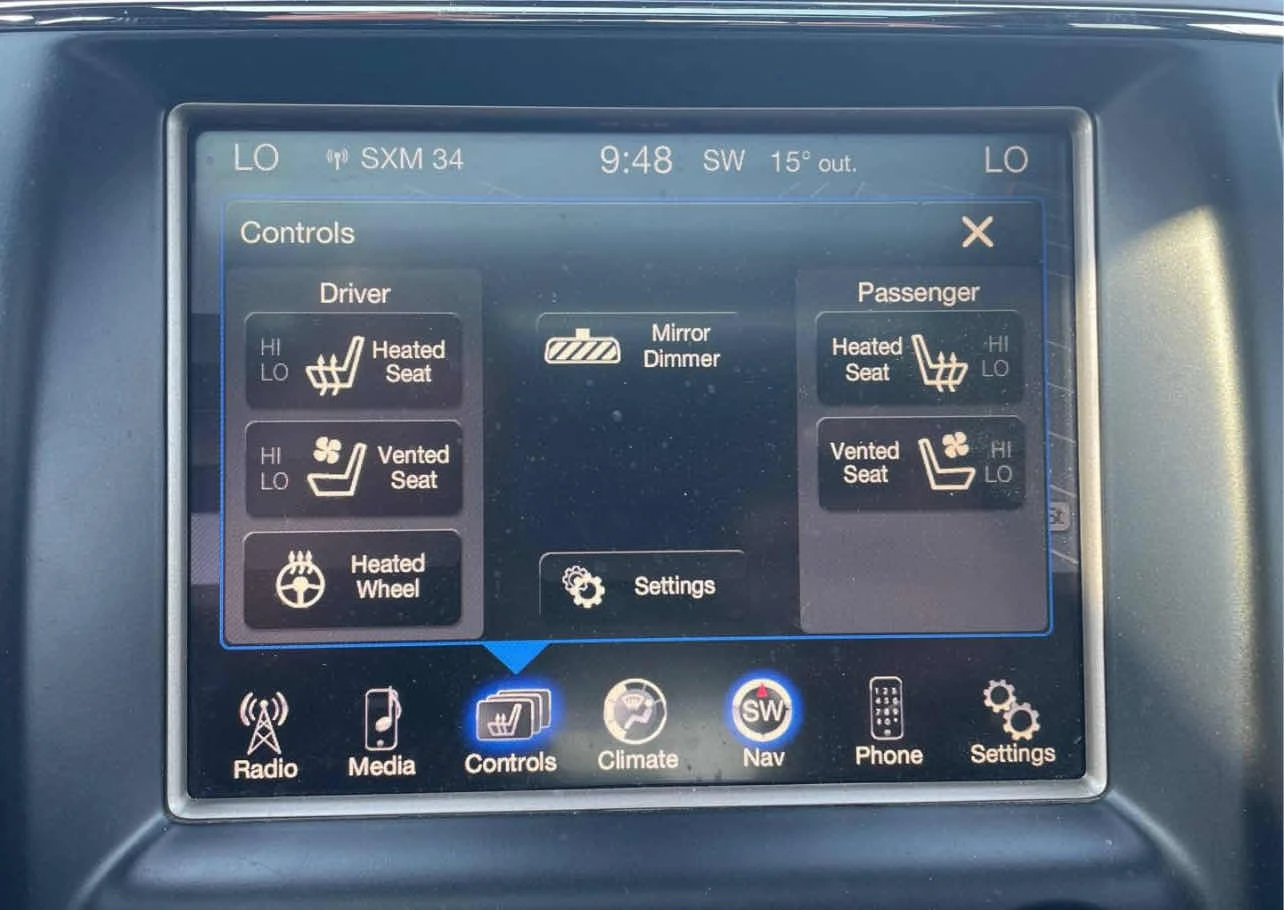 LO SXM 34 9:48 SW 15° out. LO
Controls
Driver
HI
LO
Heated
Seat
HI
LO
Vented
Seat
Heated
Wheel
Mirror
Dimmer
Settings
Passenger
Heated
Seat
HI
LO
Vented
Seat
HI
LO
Radio
Media
Controls
Climate
SW
Nav
Phone
Settings